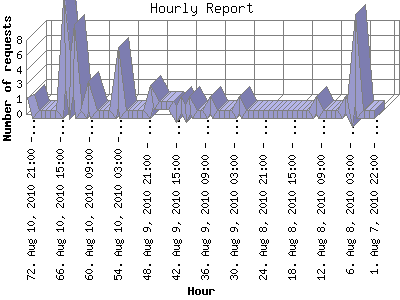 Hourly Report
Number of requests
8
6
4
3
1
0
72. Aug 10, 2010 21:00 -...
66. Aug 10, 2010 15:00 -...
60. Aug 10, 2010 09:00 -...
54. Aug 10, 2010 03:00 -...
48. Aug 9, 2010 21:00 -...
42. Aug 9, 2010 15:00 -...
36. Aug 9, 2010 09:00 -...
30. Aug 9, 2010 03:00 -...
24. Aug 8, 2010 21:00 -...
18. Aug 8, 2010 15:00 -...
12. Aug 8, 2010 09:00 -...
6. Aug 8, 2010 03:00 -...
1. Aug 7, 2010 22:00 -...
Hour